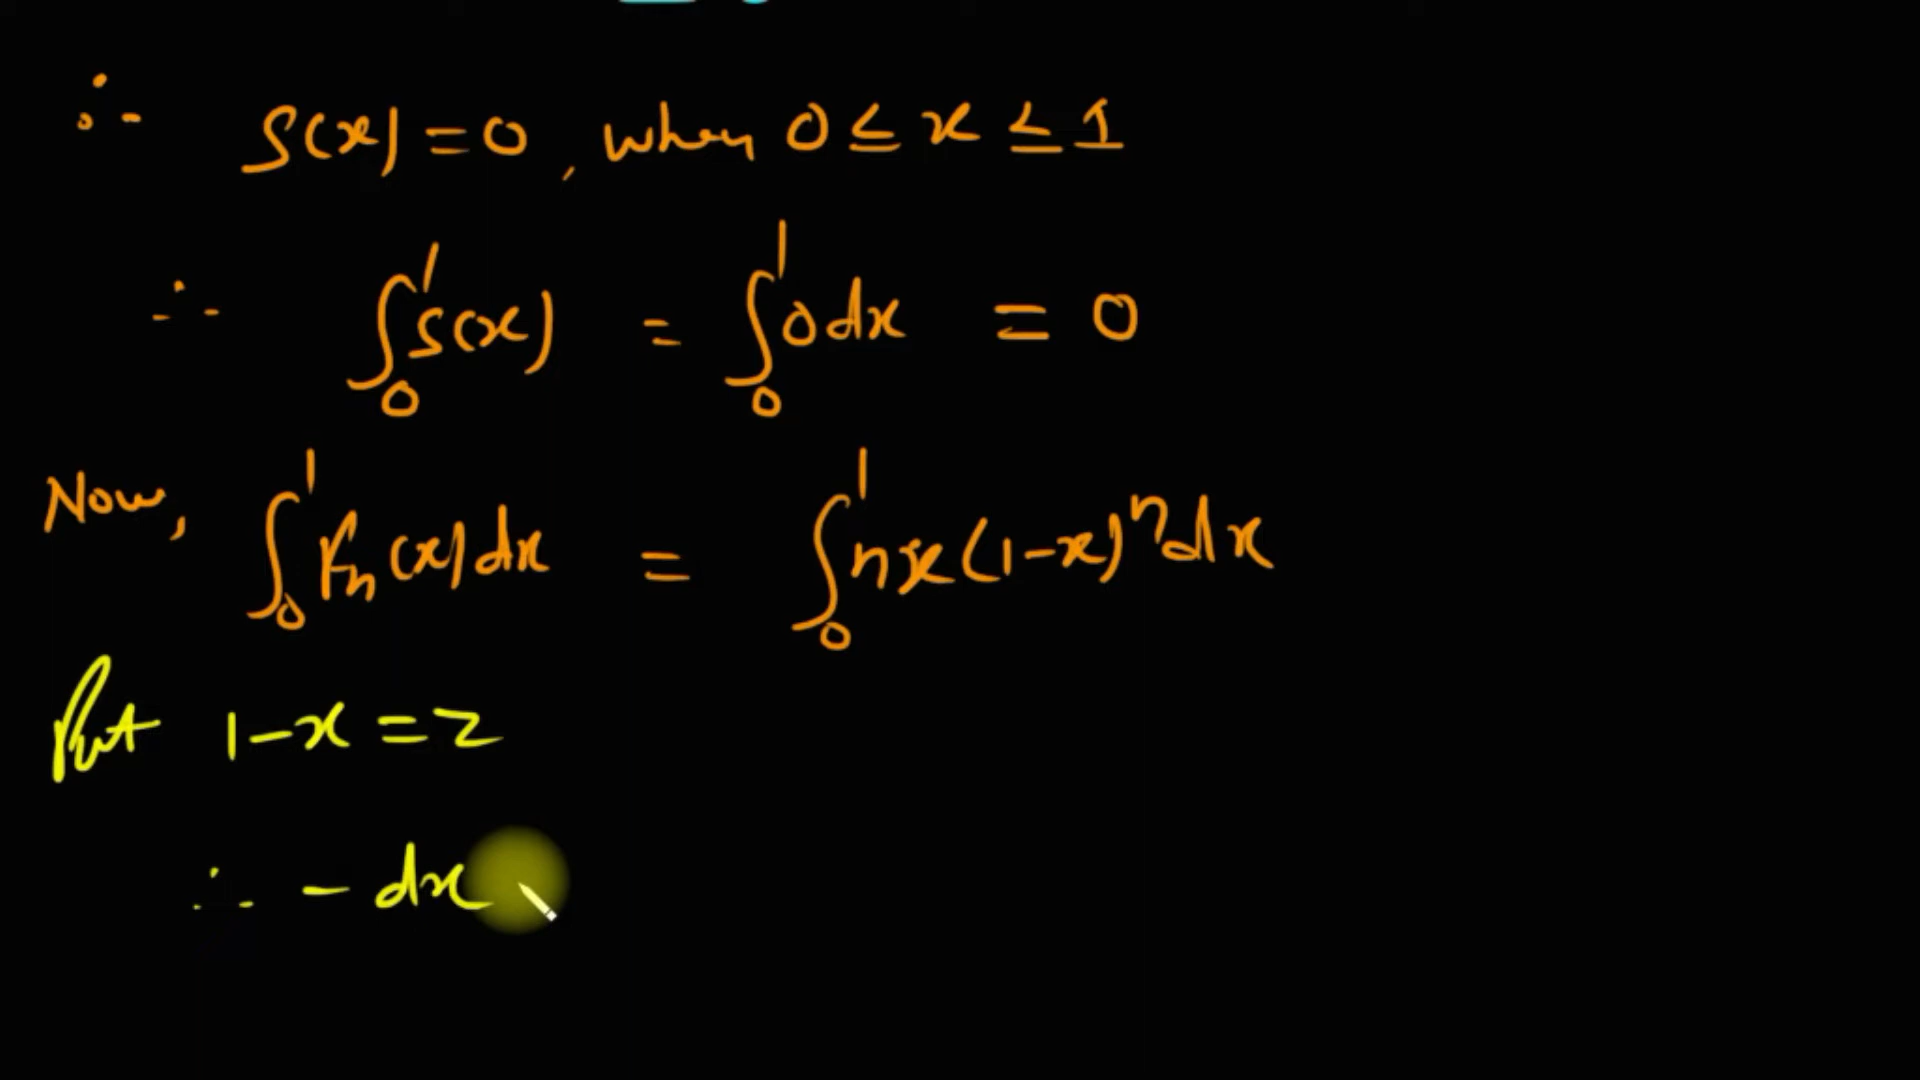 ∴ S(x) = 0, when 0 ≤ x ≤ 1
∴ ∫₀¹ S(x) = ∫₀¹ 0 dx = 0
Now, ∫₀¹ fₙ(x) dx = ∫₀¹ nx(1-x)ⁿ dx
Put 1-x = z
∴ - dx